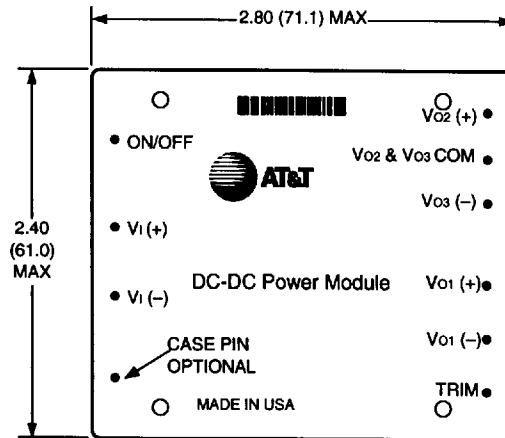 2.80 (71.1) MAX
VO2 (+)
ON/OFF
VO2 & VO3 COM
AT&T
VO3 (–)
2.40
(61.0)
MAX
VI (+)
VI (–)
DC-DC Power Module
VO1 (+)
VO1 (–)
CASE PIN
OPTIONAL
TRIM
MADE IN USA